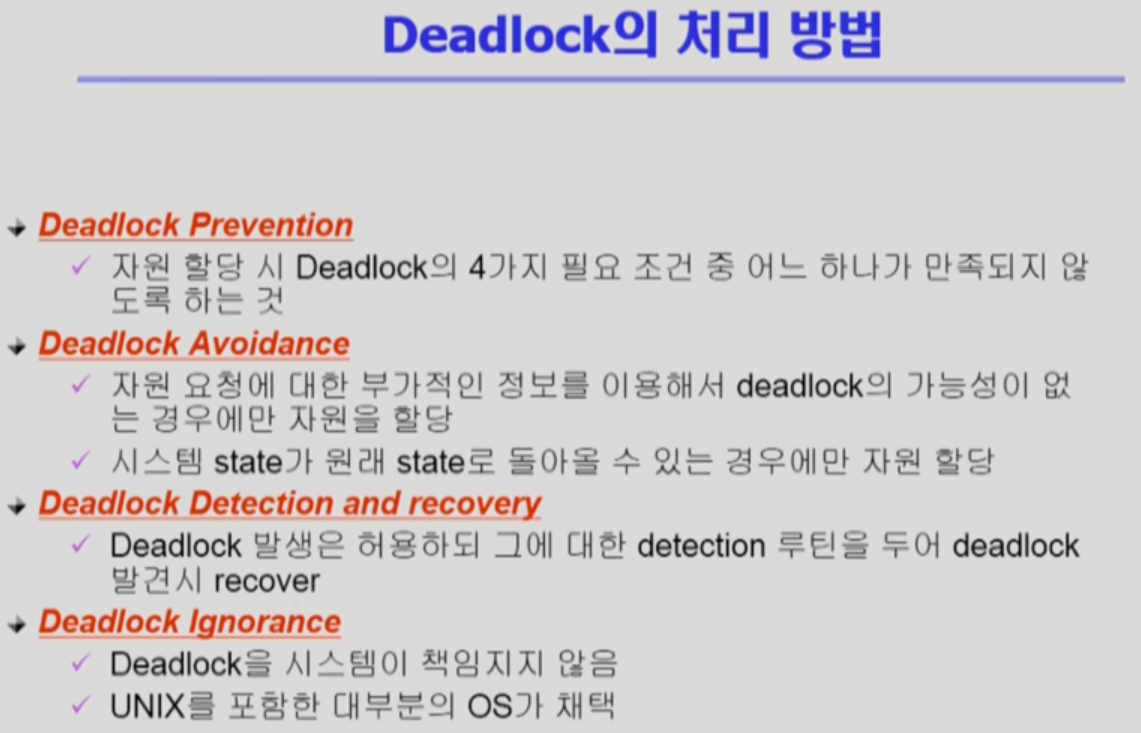 Deadlock의 처리 방법
Deadlock Prevention
자원 할당 시 Deadlock의 4가지 필요 조건 중 어느 하나가 만족되지 않
도록 하는 것
Deadlock Avoidance
자원 요청에 대한 부가적인 정보를 이용해서 deadlock의 가능성이 없
는 경우에만 자원을 할당
시스템 state가 원래 state로 돌아올 수 있는 경우에만 자원 할당
Deadlock Detection and recovery
Deadlock 발생은 허용하되 그에 대한 detection 루틴을 두어 deadlock
발견시 recover
Deadlock Ignorance
Deadlock을 시스템이 책임지지 않음
UNIX를 포함한 대부분의 OS가 채택